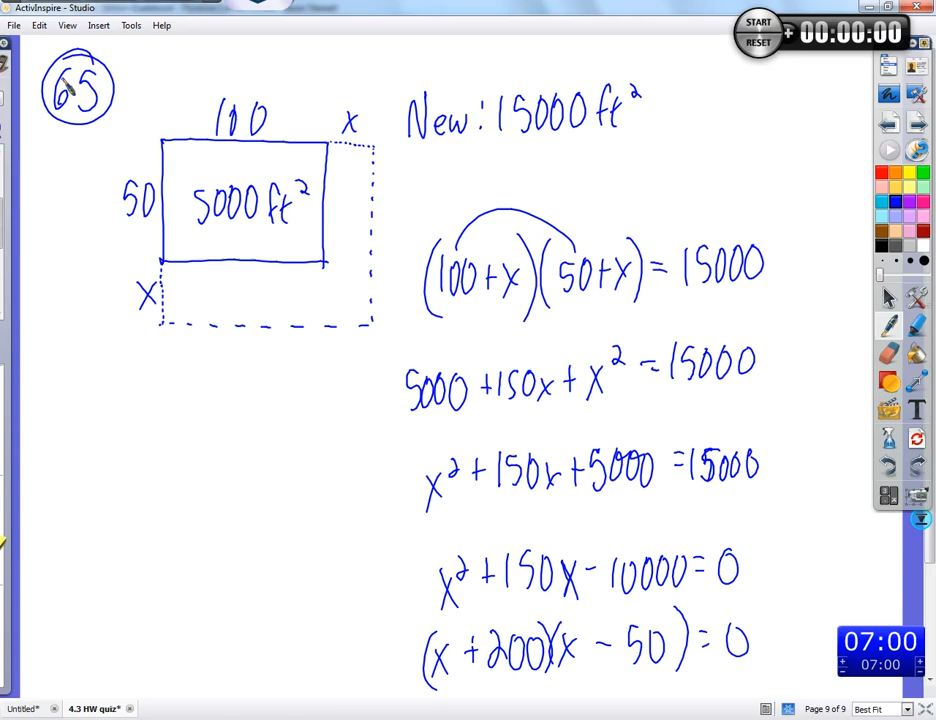 ActivInspire - Studio
File Edit View Insert Tools Help
START
RESET
00:00:00
65
100 x
New: 15000 ft²
50 5000 ft²
x
(100+x)(50+x) = 15000
5000 +150x + x² = 15000
x² +150x +5000 =15000
x² +150x - 10000 = 0
(x + 200)(x - 50) = 0
07:00
07:00
Untitled* 4.3 HW quiz* Page 9 of 9 Best Fit